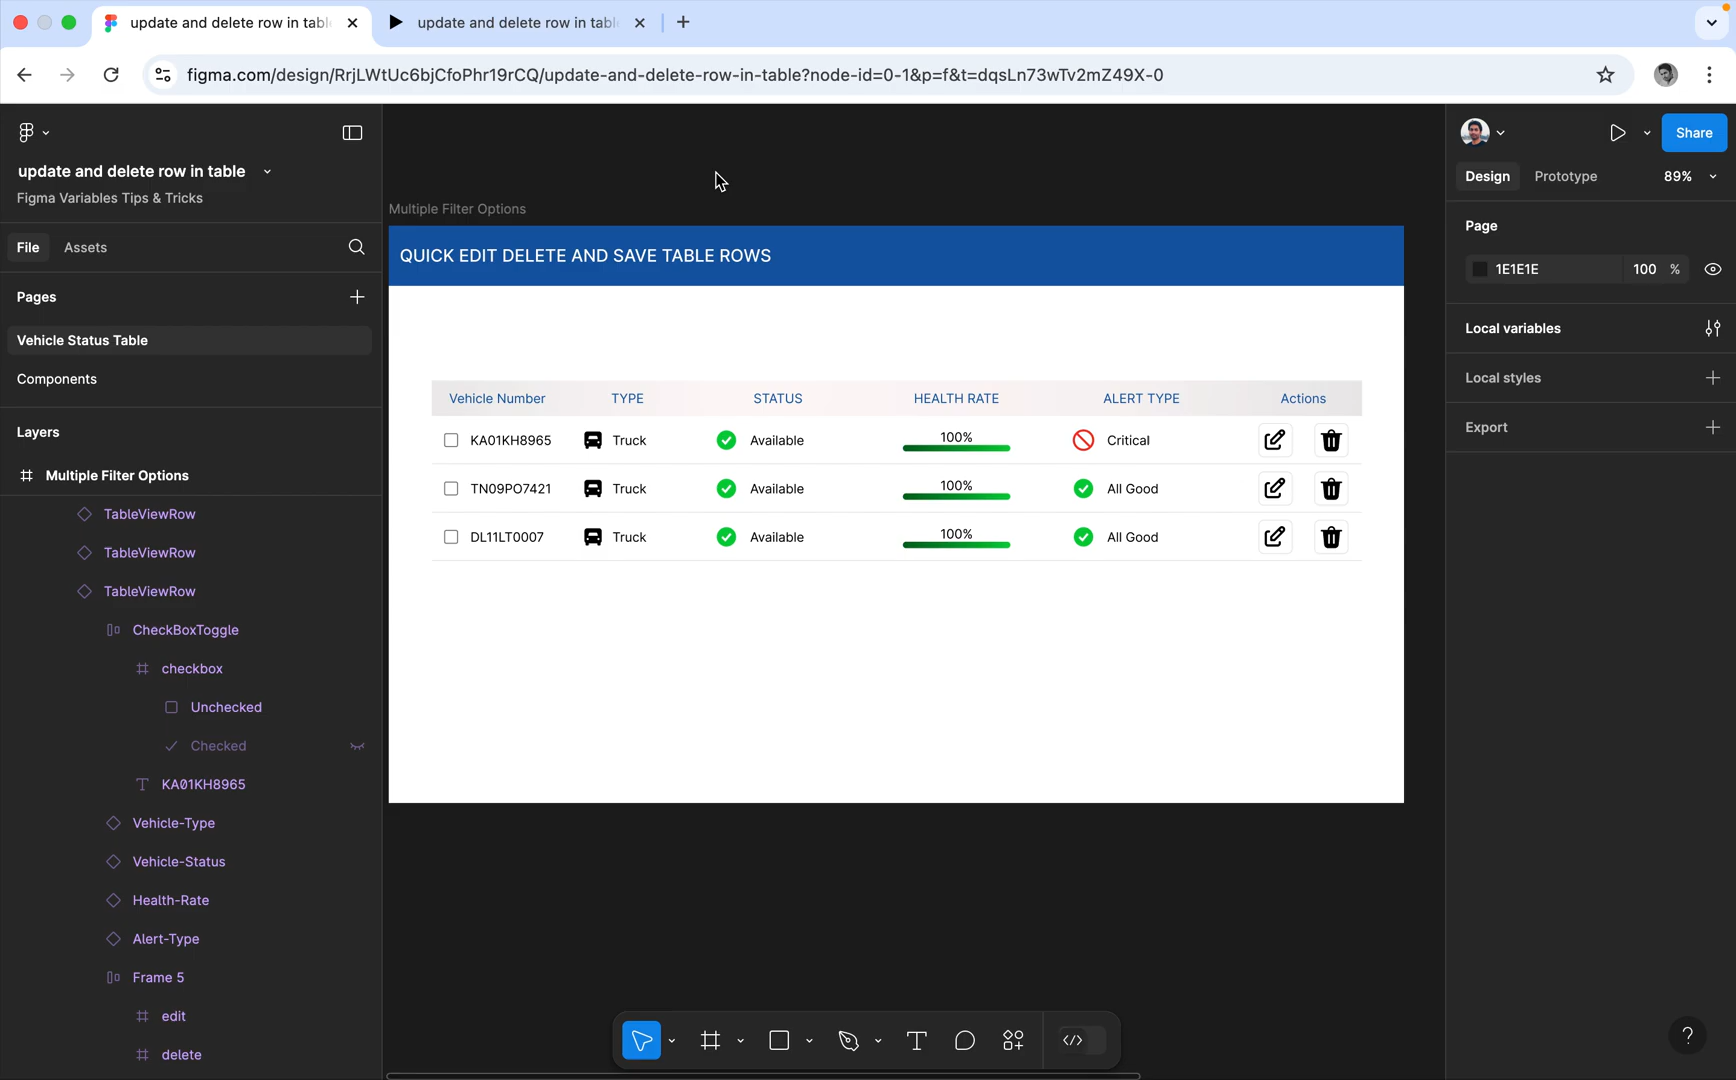 update and delete row in tabl
update and delete row in tabl
figma.com/design/RrjLWtUc6bjCfoPhr19rCQ/update-and-delete-row-in-table?node-id=0-1&p=f&t=dqsLn73wTv2mZ49X-0
update and delete row in table
Figma Variables Tips & Tricks
File Assets
Pages
Vehicle Status Table
Components
Layers
Multiple Filter Options
TableViewRow
TableViewRow
TableViewRow
CheckBoxToggle
checkbox
Unchecked
Checked
KA01KH8965
Vehicle-Type
Vehicle-Status
Health-Rate
Alert-Type
Frame 5
edit
delete
Multiple Filter Options
QUICK EDIT DELETE AND SAVE TABLE ROWS
Vehicle Number TYPE STATUS HEALTH RATE ALERT TYPE Actions
KA01KH8965 Truck Available 100% Critical
TN09PO7421 Truck Available 100% All Good
DL11LT0007 Truck Available 100% All Good
Share
Design Prototype 89%
Page
1E1E1E 100 %
Local variables
Local styles
Export
?